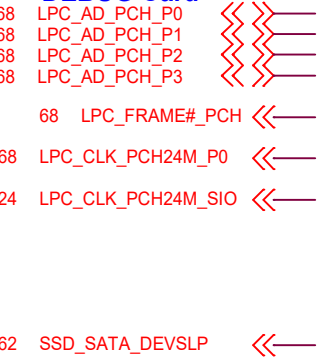 68 LPC_AD_PCH_P0
68 LPC_AD_PCH_P1
68 LPC_AD_PCH_P2
68 LPC_AD_PCH_P3
68 LPC_FRAME#_PCH
68 LPC_CLK_PCH24M_P0
24 LPC_CLK_PCH24M_SIO
62 SSD_SATA_DEVSLP